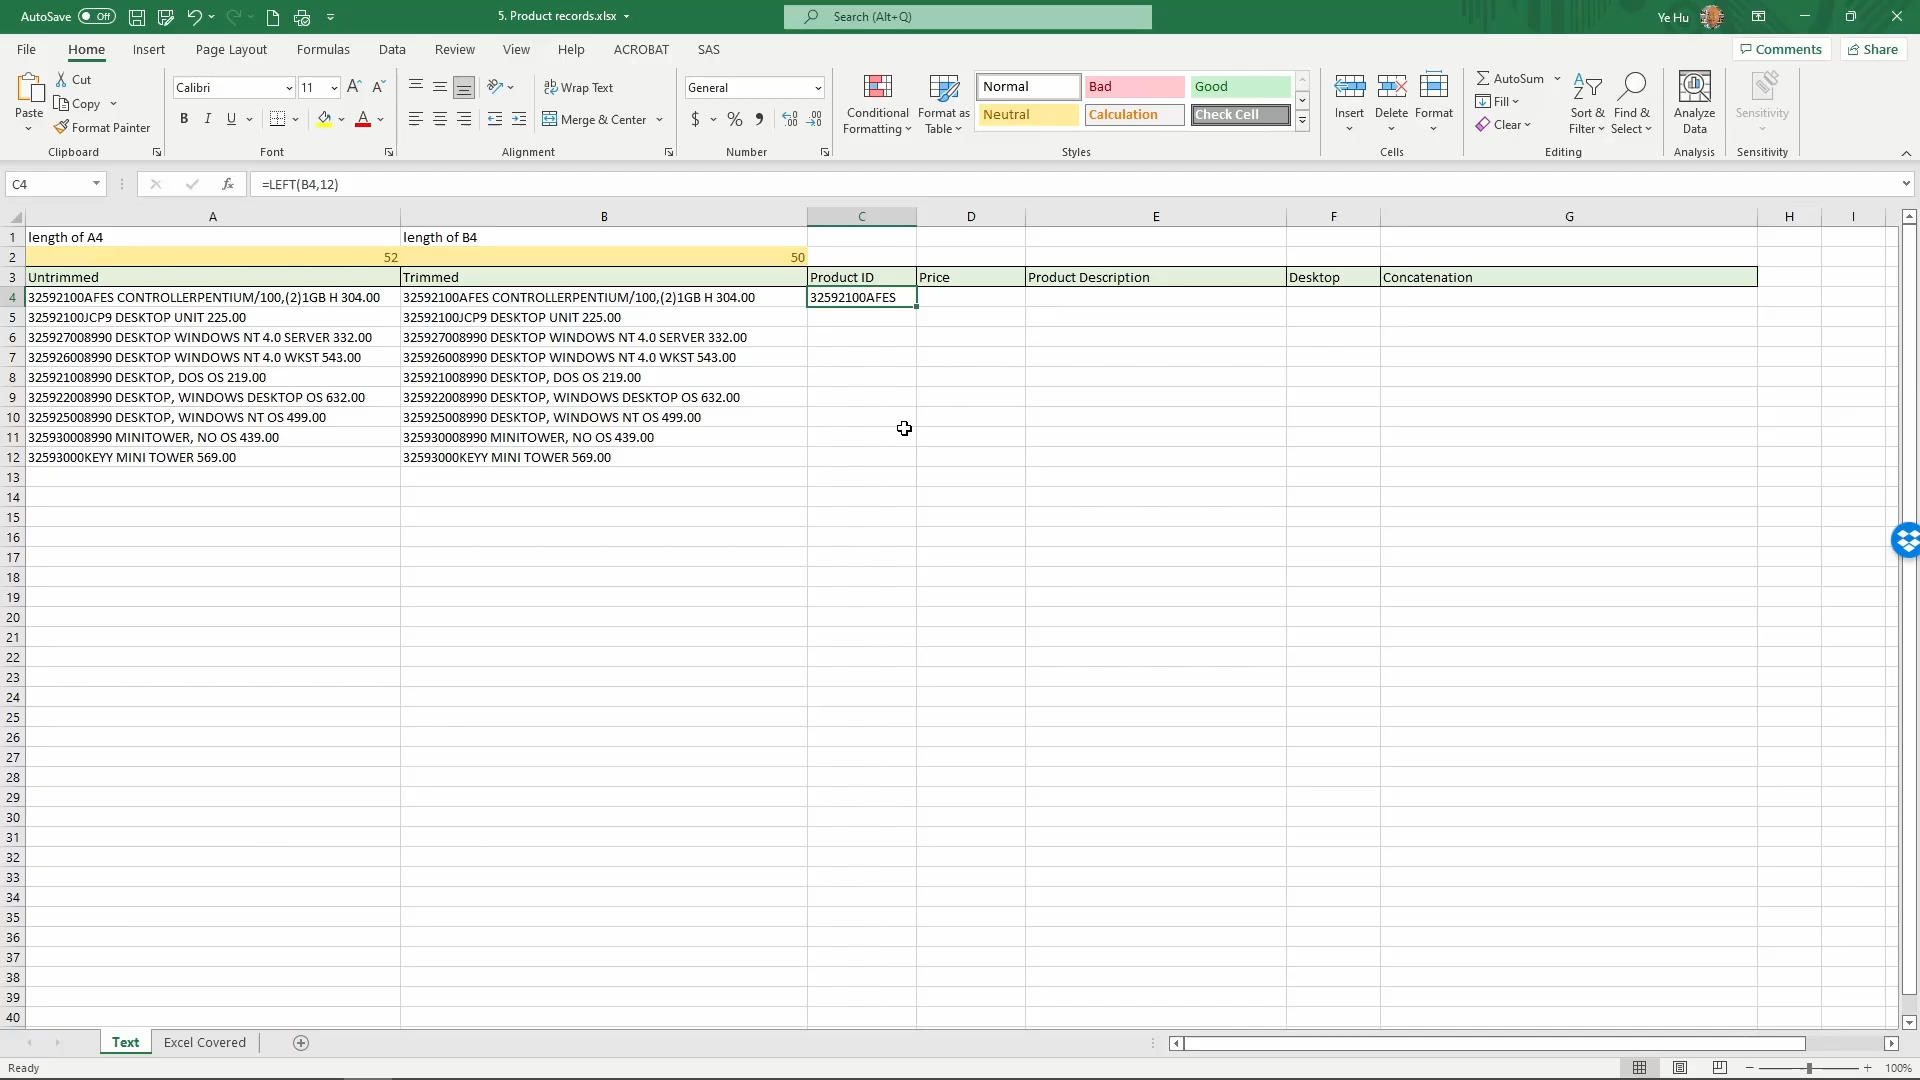 AutoSave Off 5. Product records.xlsx Search (Alt+Q) Ye Hu
File Home Insert Page Layout Formulas Data Review View Help ACROBAT SAS Comments Share
Paste Cut Copy Format Painter Clipboard
Calibri 11 B I U Font
ab Wrap Text Merge & Center Alignment
General $ % Number
Conditional Formatting Format as Table
Normal Bad Good
Neutral Calculation Check Cell
Styles
Insert Delete Format Cells
AutoSum Fill Clear Sort & Filter Find & Select Editing
Analyze Data Analysis
Sensitivity Sensitivity
C4 fx =LEFT(B4,12)
A B C D E F G H I
1 length of A4 length of B4
2 52 50
3 Untrimmed Trimmed Product ID Price Product Description Desktop Concatenation
4 32592100AFES CONTROLLERPENTIUM/100,(2)1GB H 304.00 32592100AFES CONTROLLERPENTIUM/100,(2)1GB H 304.00 32592100AFES
5 32592100JCP9 DESKTOP UNIT 225.00 32592100JCP9 DESKTOP UNIT 225.00
6 325927008990 DESKTOP WINDOWS NT 4.0 SERVER 332.00 325927008990 DESKTOP WINDOWS NT 4.0 SERVER 332.00
7 325926008990 DESKTOP WINDOWS NT 4.0 WKST 543.00 325926008990 DESKTOP WINDOWS NT 4.0 WKST 543.00
8 325921008990 DESKTOP, DOS OS 219.00 325921008990 DESKTOP, DOS OS 219.00
9 325922008990 DESKTOP, WINDOWS DESKTOP OS 632.00 325922008990 DESKTOP, WINDOWS DESKTOP OS 632.00
10 325925008990 DESKTOP, WINDOWS NT OS 499.00 325925008990 DESKTOP, WINDOWS NT OS 499.00
11 325930008990 MINITOWER, NO OS 439.00 325930008990 MINITOWER, NO OS 439.00
12 32593000KEYY MINI TOWER 569.00 32593000KEYY MINI TOWER 569.00
13
14
15
16
17
18
19
20
21
22
23
24
25
26
27
28
29
30
31
32
33
34
35
36
37
38
39
40
Text Excel Covered
Ready 100%